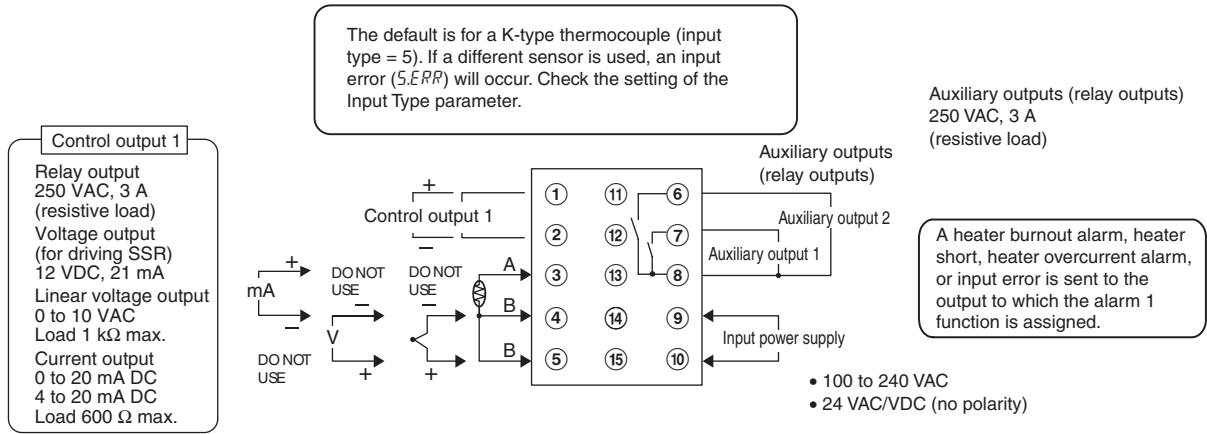 The default is for a K-type thermocouple (input
type = 5). If a different sensor is used, an input
error (S.ERR) will occur. Check the setting of the
Input Type parameter.
Auxiliary outputs (relay outputs)
250 VAC, 3 A
(resistive load)
Control output 1
Relay output
250 VAC, 3 A
(resistive load)
Voltage output
(for driving SSR)
12 VDC, 21 mA
Linear voltage output
0 to 10 VAC
Load 1 kΩ max.
Current output
0 to 20 mA DC
4 to 20 mA DC
Load 600 Ω max.
+
Control output 1
−
+
mA
−
DO NOT
USE
−
V
+
DO NOT
USE
DO NOT
USE
−
+
A
B
B
1 11 6
2 12 7
3 13 8
4 14 9
5 15 10
Auxiliary outputs
(relay outputs)
Auxiliary output 2
Auxiliary output 1
Input power supply
• 100 to 240 VAC
• 24 VAC/VDC (no polarity)
A heater burnout alarm, heater
short, heater overcurrent alarm,
or input error is sent to the
output to which the alarm 1
function is assigned.